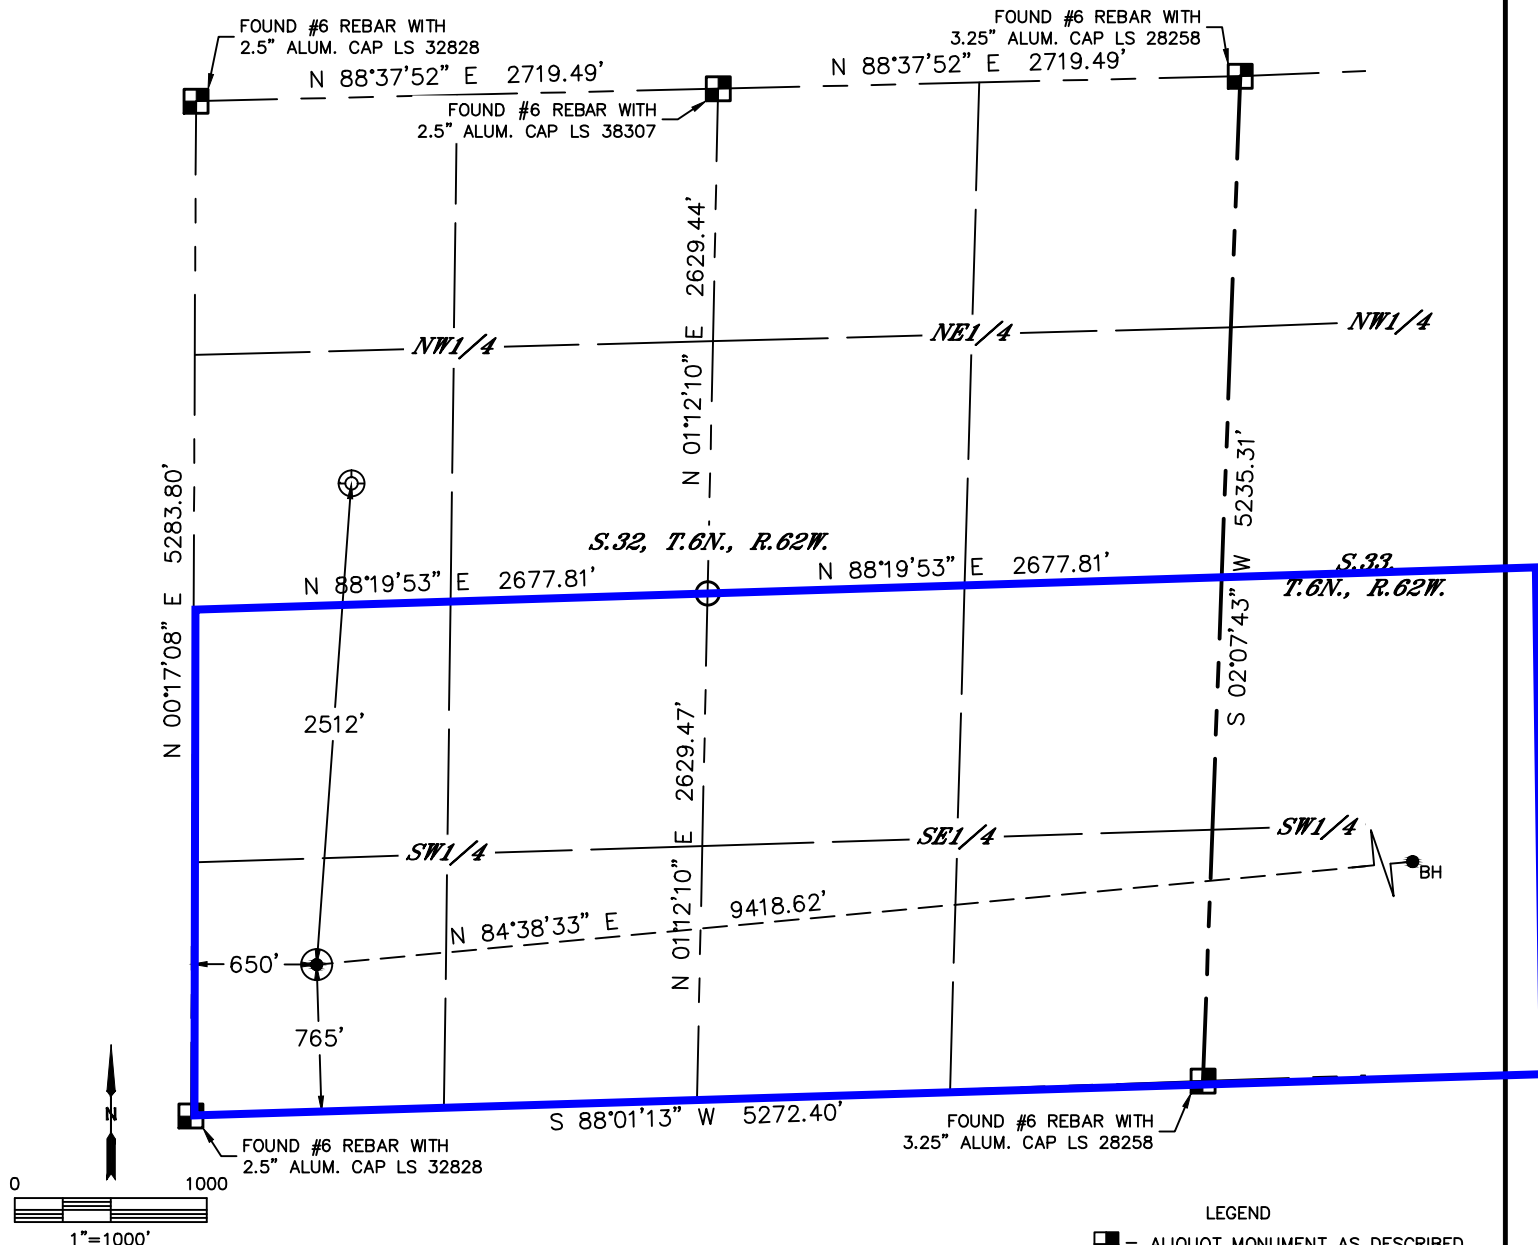 FOUND #6 REBAR WITH
2.5" ALUM. CAP LS 32828
FOUND #6 REBAR WITH
3.25" ALUM. CAP LS 28258
N 88°37'52" E 2719.49'
N 88°37'52" E 2719.49'
FOUND #6 REBAR WITH
2.5" ALUM. CAP LS 38307
N 01°12'10" E 2629.44'
NW1/4
NE1/4
NW1/4
N 00°17'08" E 5283.80'
S 02°07'43" W 5235.31'
S.32, T.6N., R.62W.
S.33,
T.6N., R.62W.
N 88°19'53" E 2677.81'
N 88°19'53" E 2677.81'
2512'
N 01°12'10" E 2629.47'
SW1/4
SE1/4
SW1/4
BH
N 84°38'33" E 9418.62'
650'
765'
S 88°01'13" W 5272.40'
N
FOUND #6 REBAR WITH
2.5" ALUM. CAP LS 32828
FOUND #6 REBAR WITH
3.25" ALUM. CAP LS 28258
0 1000
1"=1000'
LEGEND
= ALIQUOT MONUMENT AS DESCRIBED